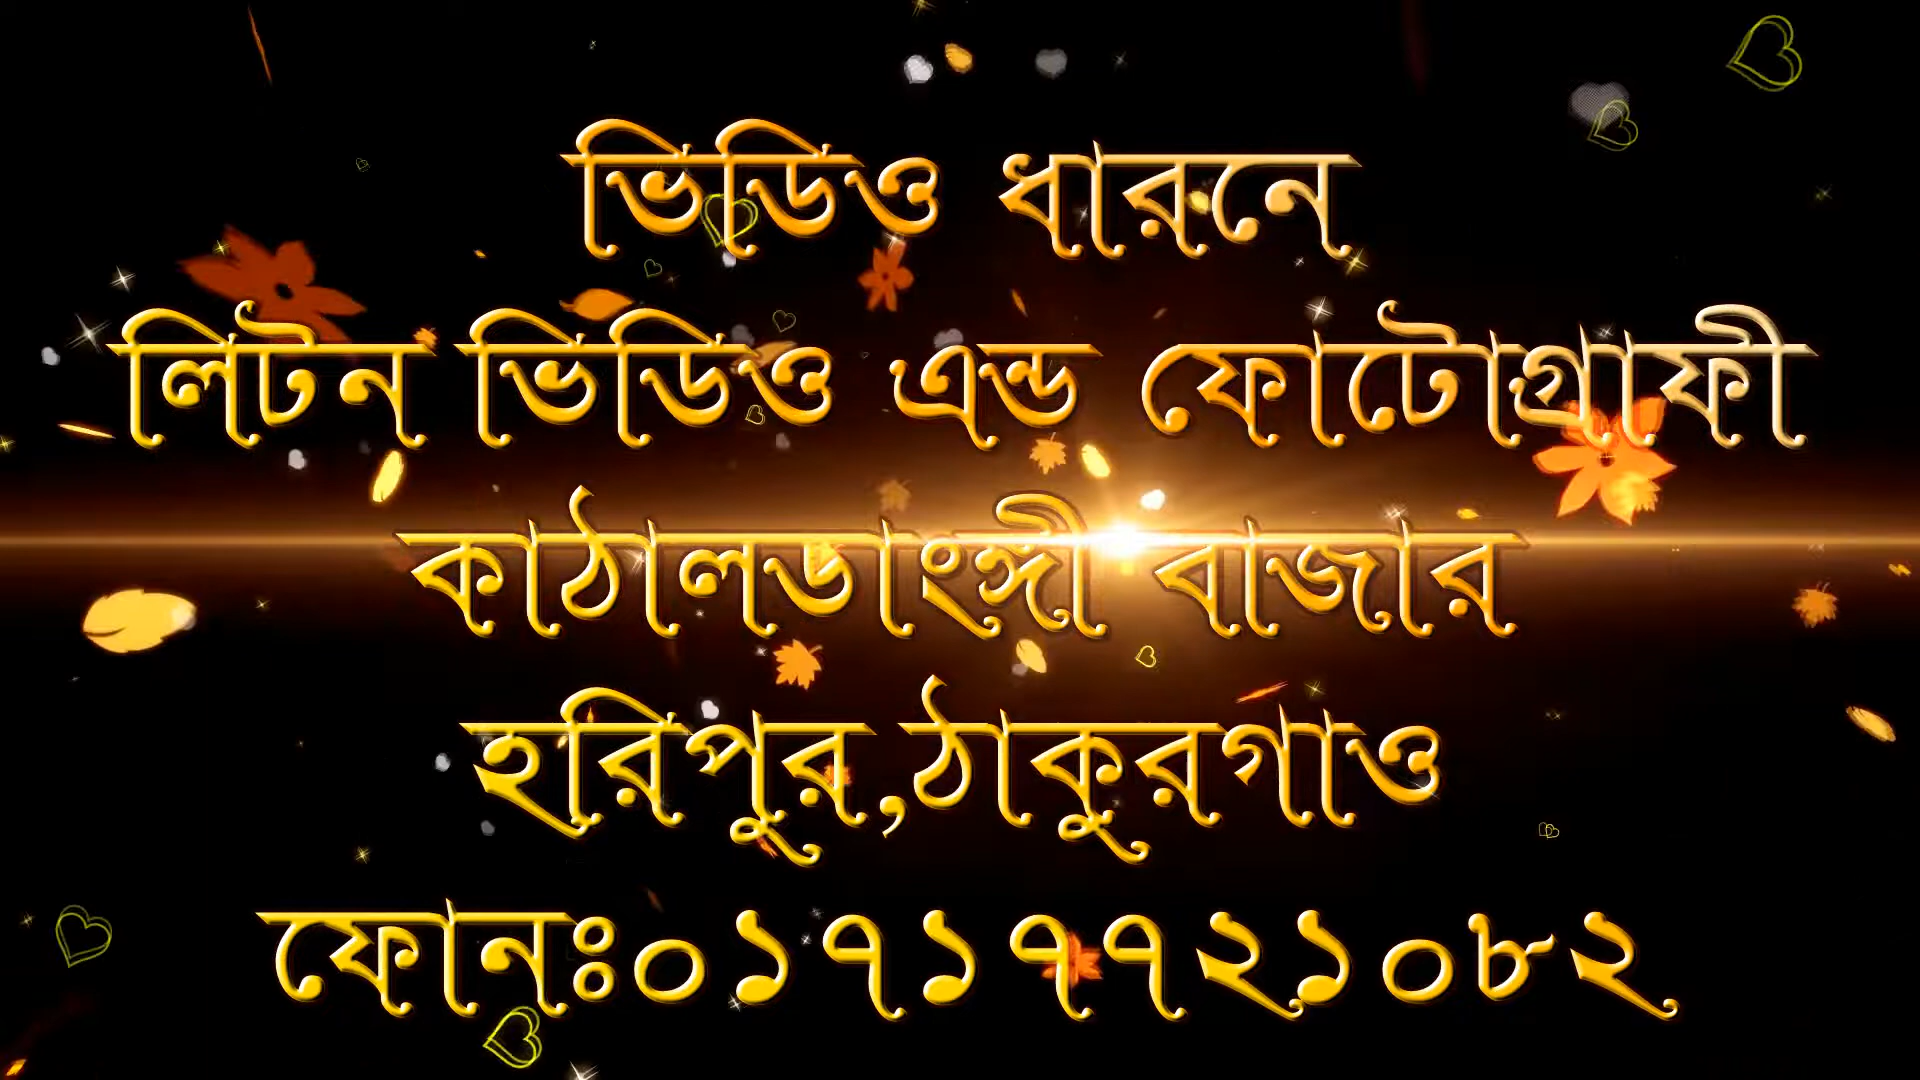 ভিডিও ধারনে
লিটন ভিডিও এন্ড ফোটোগ্রাফী
কাঠালডাংঙ্গী বাজার
হরিপুর,ঠাকুরগাও
ফোনঃ০১৭১৭৭২১০৮২